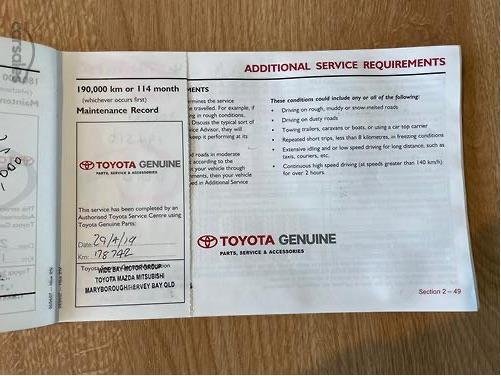 ADDITIONAL SERVICE REQUIREMENTS
190,000 km or 114 month
(whichever occurs first)
Maintenance Record
TOYOTA GENUINE
PARTS, SERVICE & ACCESSORIES
This service has been completed by an
Authorised Toyota Service Centre using
Toyota Genuine Parts:
Date: 29/4/19
Km: 178742
WIDE BAY MOTOR GROUP
TOYOTA MAZDA MITSUBISHI
MARYBOROUGH/HERVEY BAY QLD
MENTS
rmines the service
e travelled. For example, if
ng in rough conditions.
. Discuss the typical sort of
Service Advisor, they will
keeping it at peak performance its
d roads in moderate
according to the
t your vehicle through
nments, then your vehicle
ed in Additional Service
These conditions could include any or all of the following:
• Driving on rough, muddy or snow-melted roads
• Driving on dusty roads
• Towing trailers, caravans or boats, or using a car top carrier
• Repeated short trips, less than 8 kilometres, in freezing conditions
• Extensive idling and or low speed driving for long distance, such as
taxis, couriers, etc.
• Continuous high speed driving (at speeds greater than 140 km/h)
for over 2 hours
TOYOTA GENUINE
PARTS, SERVICE & ACCESSORIES
Section 2 – 49